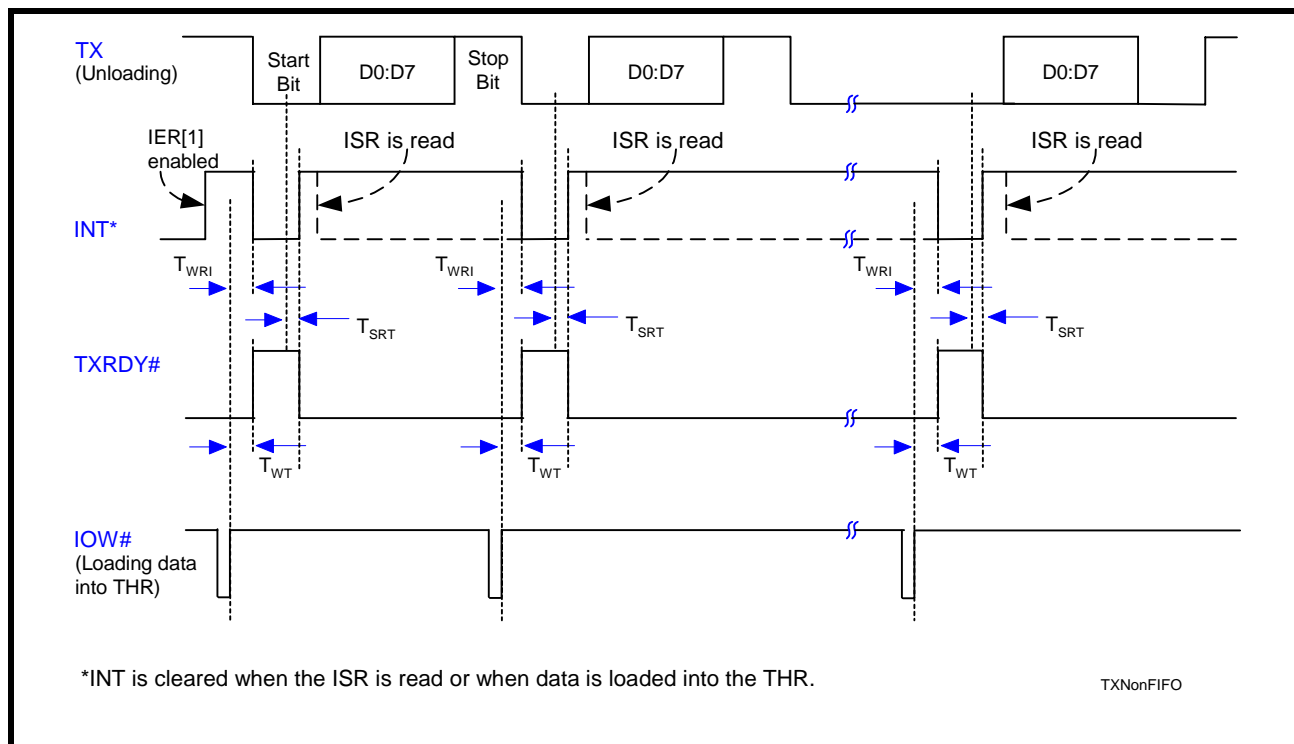 TX
(Unloading)
Start
Bit
D0:D7
Stop
Bit
D0:D7
D0:D7
IER[1]
enabled
ISR is read
ISR is read
ISR is read
INT*
TWRI
TWRI
TWRI
TSRT
TSRT
TSRT
TXRDY#
TWT
TWT
TWT
IOW#
(Loading data
into THR)
*INT is cleared when the ISR is read or when data is loaded into the THR.
TXNonFIFO